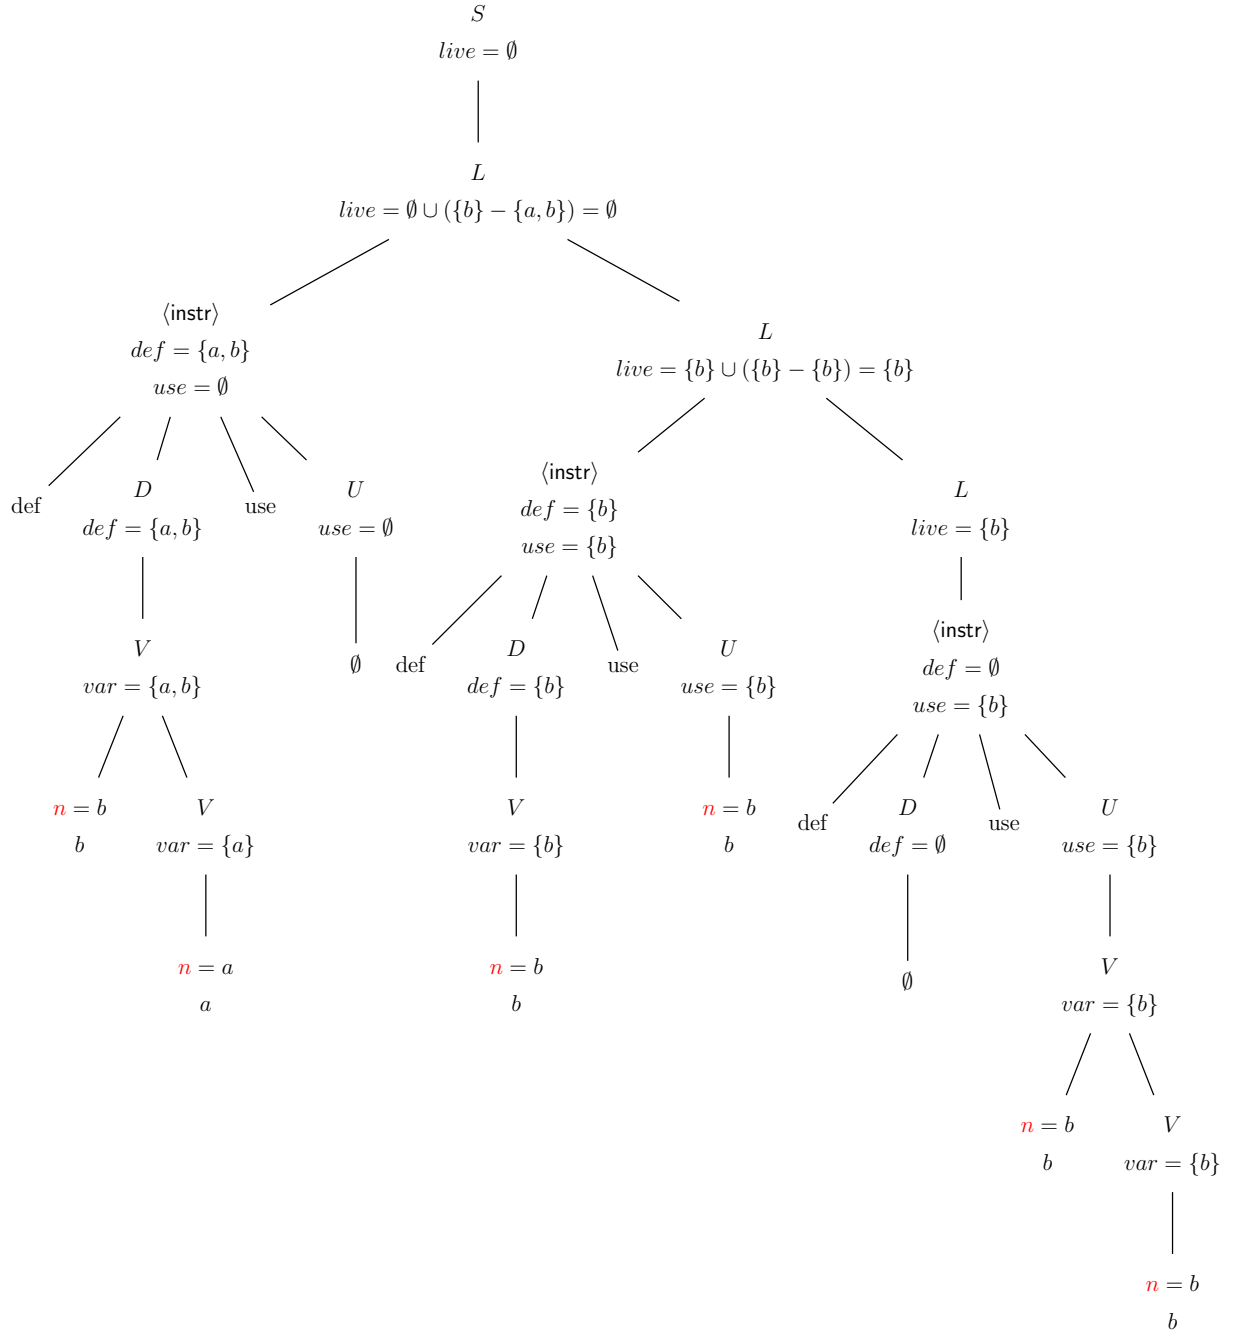 S
live = ∅
L
live = ∅ ∪ ({b} − {a, b}) = ∅
⟨instr⟩
def = {a, b}
use = ∅
L
live = {b} ∪ ({b} − {b}) = {b}
def
D
def = {a, b}
use
U
use = ∅
⟨instr⟩
def = {b}
use = {b}
L
live = {b}
V
var = {a, b}
∅
def
D
def = {b}
use
U
use = {b}
⟨instr⟩
def = ∅
use = {b}
n = b
b
V
var = {a}
V
var = {b}
n = b
b
def
D
def = ∅
use
U
use = {b}
n = a
a
n = b
b
∅
V
var = {b}
n = b
b
V
var = {b}
n = b
b